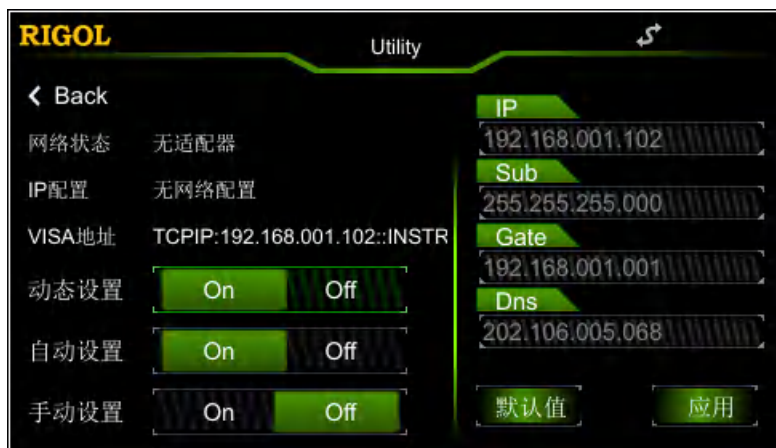 RIGOL
Utility
Back
网络状态 无适配器
IP配置 无网络配置
VISA地址 TCPIP:192.168.001.102::INSTR
动态设置 On Off
自动设置 On Off
手动设置 On Off
IP
192.168.001.102
Sub
255.255.255.000
Gate
192.168.001.001
Dns
202.106.005.068
默认值 应用